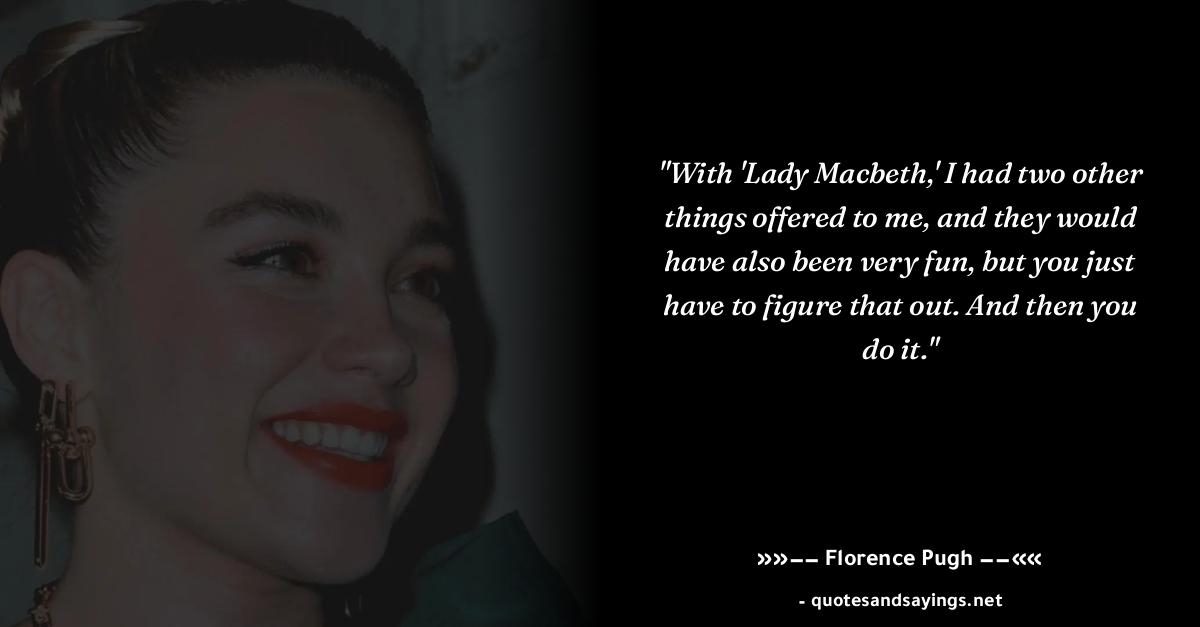 "With 'Lady Macbeth,' I had two other
things offered to me, and they would
have also been very fun, but you just
have to figure that out. And then you
do it."
»»–– Florence Pugh ––««
- quotesandsayings.net